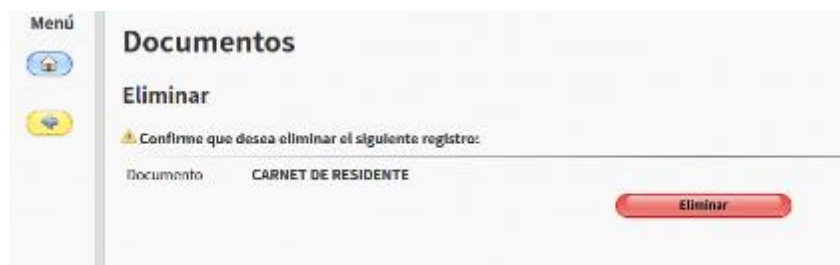 Menú
Documentos
Eliminar
Confirme que desea eliminar el siguiente registro:
Documento CARNET DE RESIDENTE
Eliminar